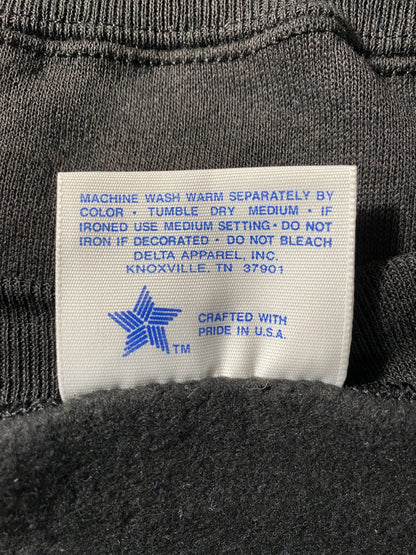 MACHINE WASH WARM SEPARATELY BY
COLOR • TUMBLE DRY MEDIUM • IF
IRONED USE MEDIUM SETTING • DO NOT
IRON IF DECORATED • DO NOT BLEACH
DELTA APPAREL, INC.
KNOXVILLE, TN 37901
CRAFTED WITH
PRIDE IN U.S.A.
TM